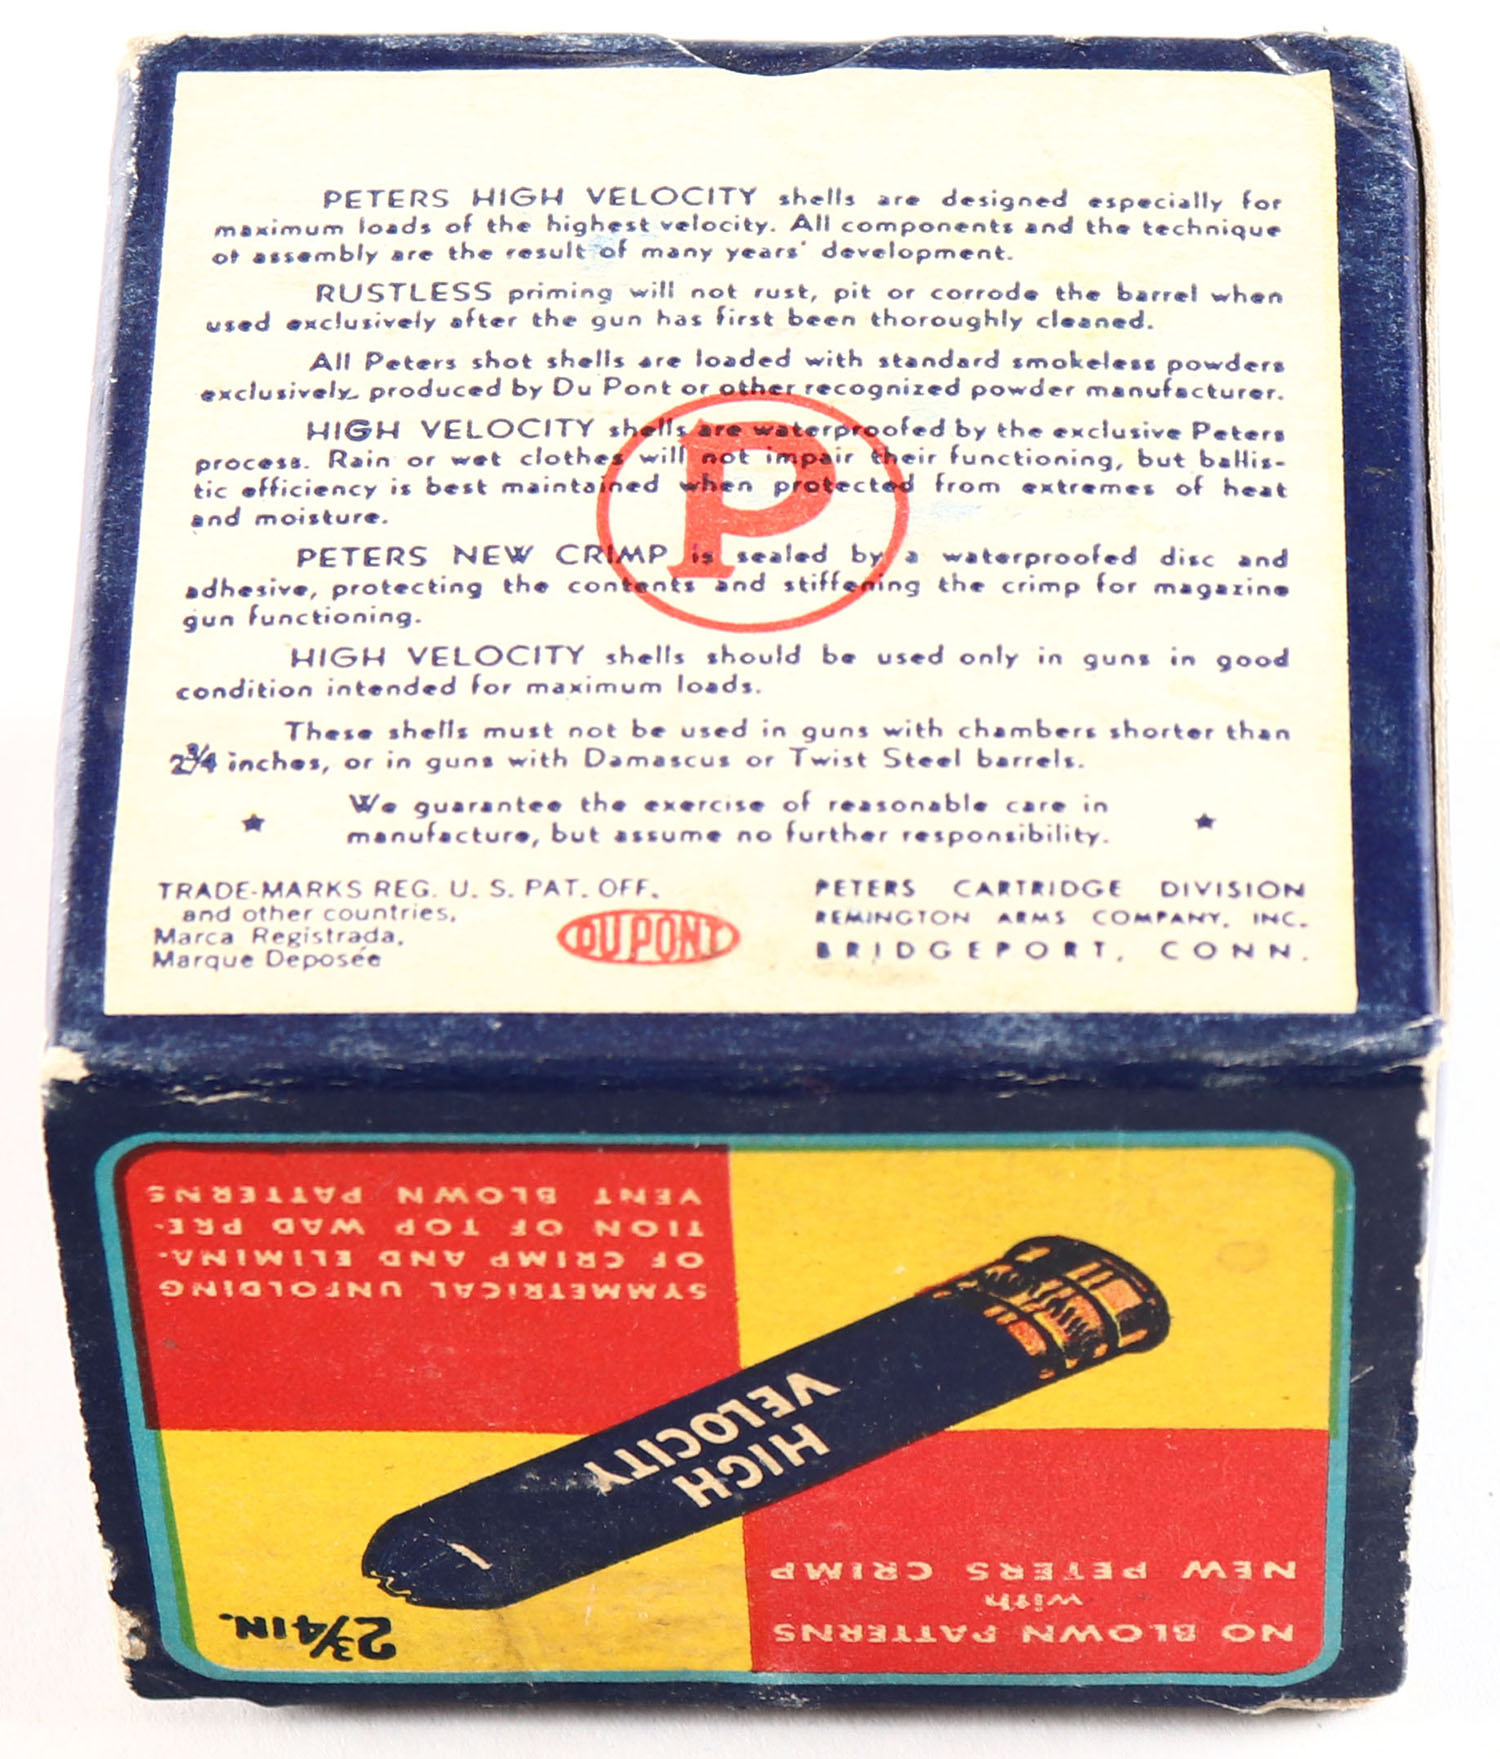 PETERS HIGH VELOCITY shells are designed especially for
maximum loads of the highest velocity. All components and the technique
of assembly are the result of many years' development.
RUSTLESS priming will not rust, pit or corrode the barrel when
used exclusively after the gun has first been thoroughly cleaned.
All Peters shot shells are loaded with standard smokeless powders
exclusively, produced by Du Pont or other recognized powder manufacturer.
HIGH VELOCITY shells are waterproofed by the exclusive Peters
process. Rain or wet clothes will not impair their functioning, but ballis-
tic efficiency is best maintained when protected from extremes of heat
and moisture.
P
PETERS NEW CRIMP is sealed by a waterproofed disc and
adhesive, protecting the contents and stiffening the crimp for magazine
gun functioning.
HIGH VELOCITY shells should be used only in guns in good
condition intended for maximum loads.
These shells must not be used in guns with chambers shorter than
2¾ inches, or in guns with Damascus or Twist Steel barrels.
We guarantee the exercise of reasonable care in
manufacture, but assume no further responsibility.
TRADE-MARKS REG. U. S. PAT. OFF.
and other countries.
Marca Registrada.
Marque Deposée
DU PONT
PETERS CARTRIDGE DIVISION
REMINGTON ARMS COMPANY, INC.
BRIDGEPORT, CONN.
NO BLOWN PATTERNS
with
NEW PETERS CRIMP
2¾ IN.
HIGH
VELOCITY
SYMMETRICAL UNFOLDING
OF CRIMP AND ELIMINA-
TION OF TOP WAD PRE-
VENT BLOWN PATTERNS